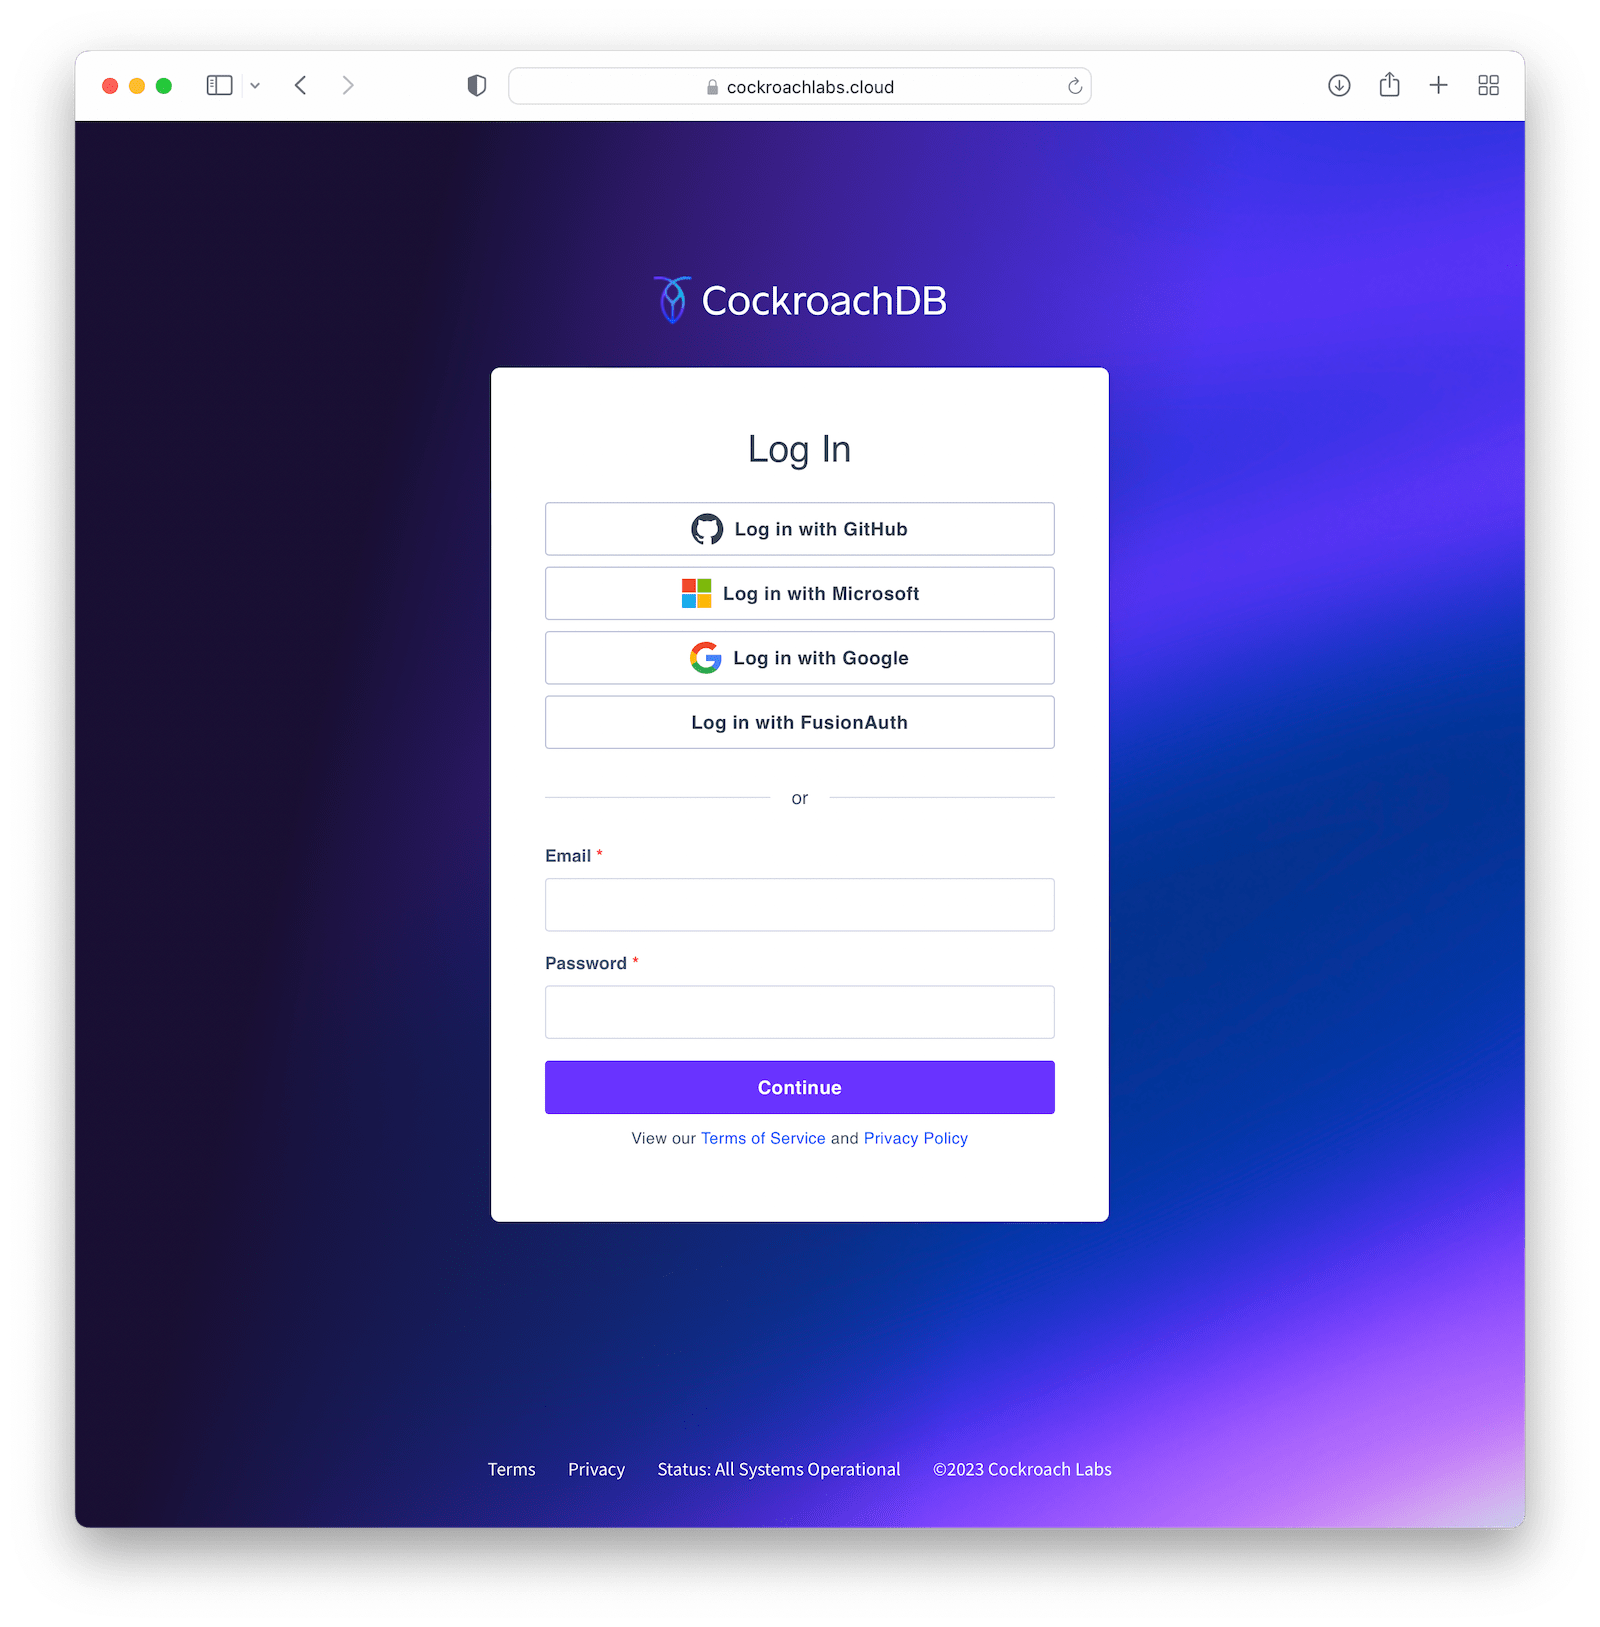 cockroachlabs.cloud
CockroachDB
Log In
Log in with GitHub
Log in with Microsoft
Log in with Google
Log in with FusionAuth
or
Email *
Password *
Continue
View our Terms of Service and Privacy Policy
Terms Privacy Status: All Systems Operational ©2023 Cockroach Labs